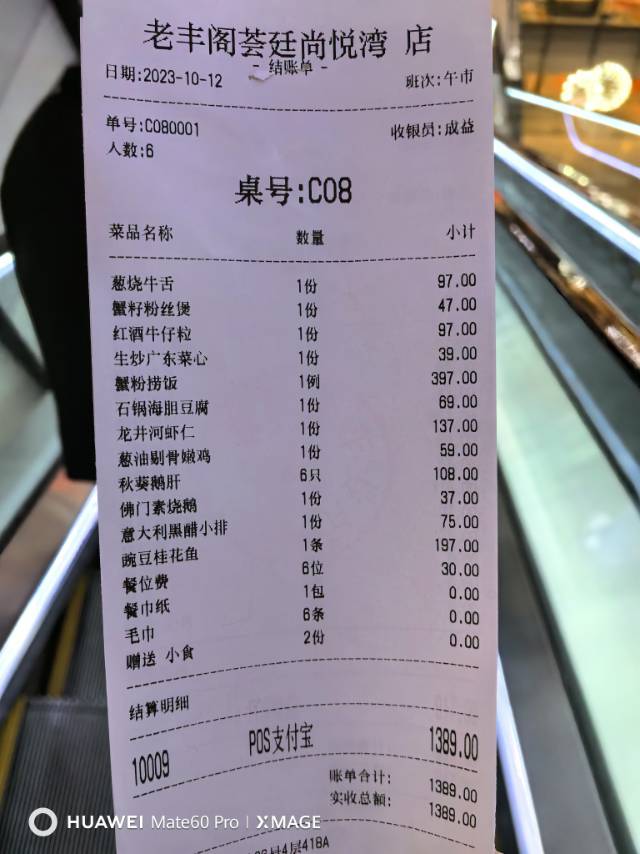 老丰阁荟廷尚悦湾 店
- 结账单 -
日期:2023-10-12 班次:午市
单号:C080001 收银员:成益
人数:6
桌号:C08
菜品名称 数量 小计
葱烧牛舌 1份 97.00
蟹籽粉丝煲 1份 47.00
红酒牛仔粒 1份 97.00
生炒广东菜心 1份 39.00
蟹粉捞饭 1例 397.00
石锅海胆豆腐 1份 69.00
龙井河虾仁 1份 137.00
葱油剔骨嫩鸡 1份 59.00
秋葵鹅肝 6只 108.00
佛门素烧鹅 1份 37.00
意大利黑醋小排 1份 75.00
豌豆桂花鱼 1条 197.00
餐位费 6位 30.00
餐巾纸 1包 0.00
毛巾 6条 0.00
赠送 小食 2份 0.00
结算明细
10009 POS支付宝 1389.00
账单合计: 1389.00
实收总额: 1389.00
4层418A
HUAWEI Mate60 Pro | XMAGE